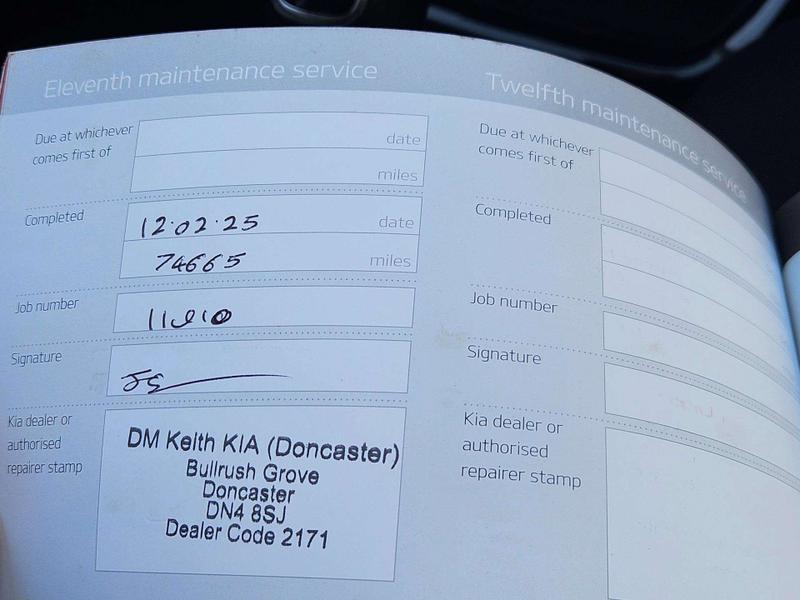 Eleventh maintenance service
Due at whichever
comes first of
date
miles
Completed
12.02.25 date
74665 miles
Job number
Signature
Kia dealer or
authorised
repairer stamp
DM Keith KIA (Doncaster)
Bullrush Grove
Doncaster
DN4 8SJ
Dealer Code 2171
Twelfth maintenance service
Due at whichever
comes first of
Completed
Job number
Signature
Kia dealer or
authorised
repairer stamp